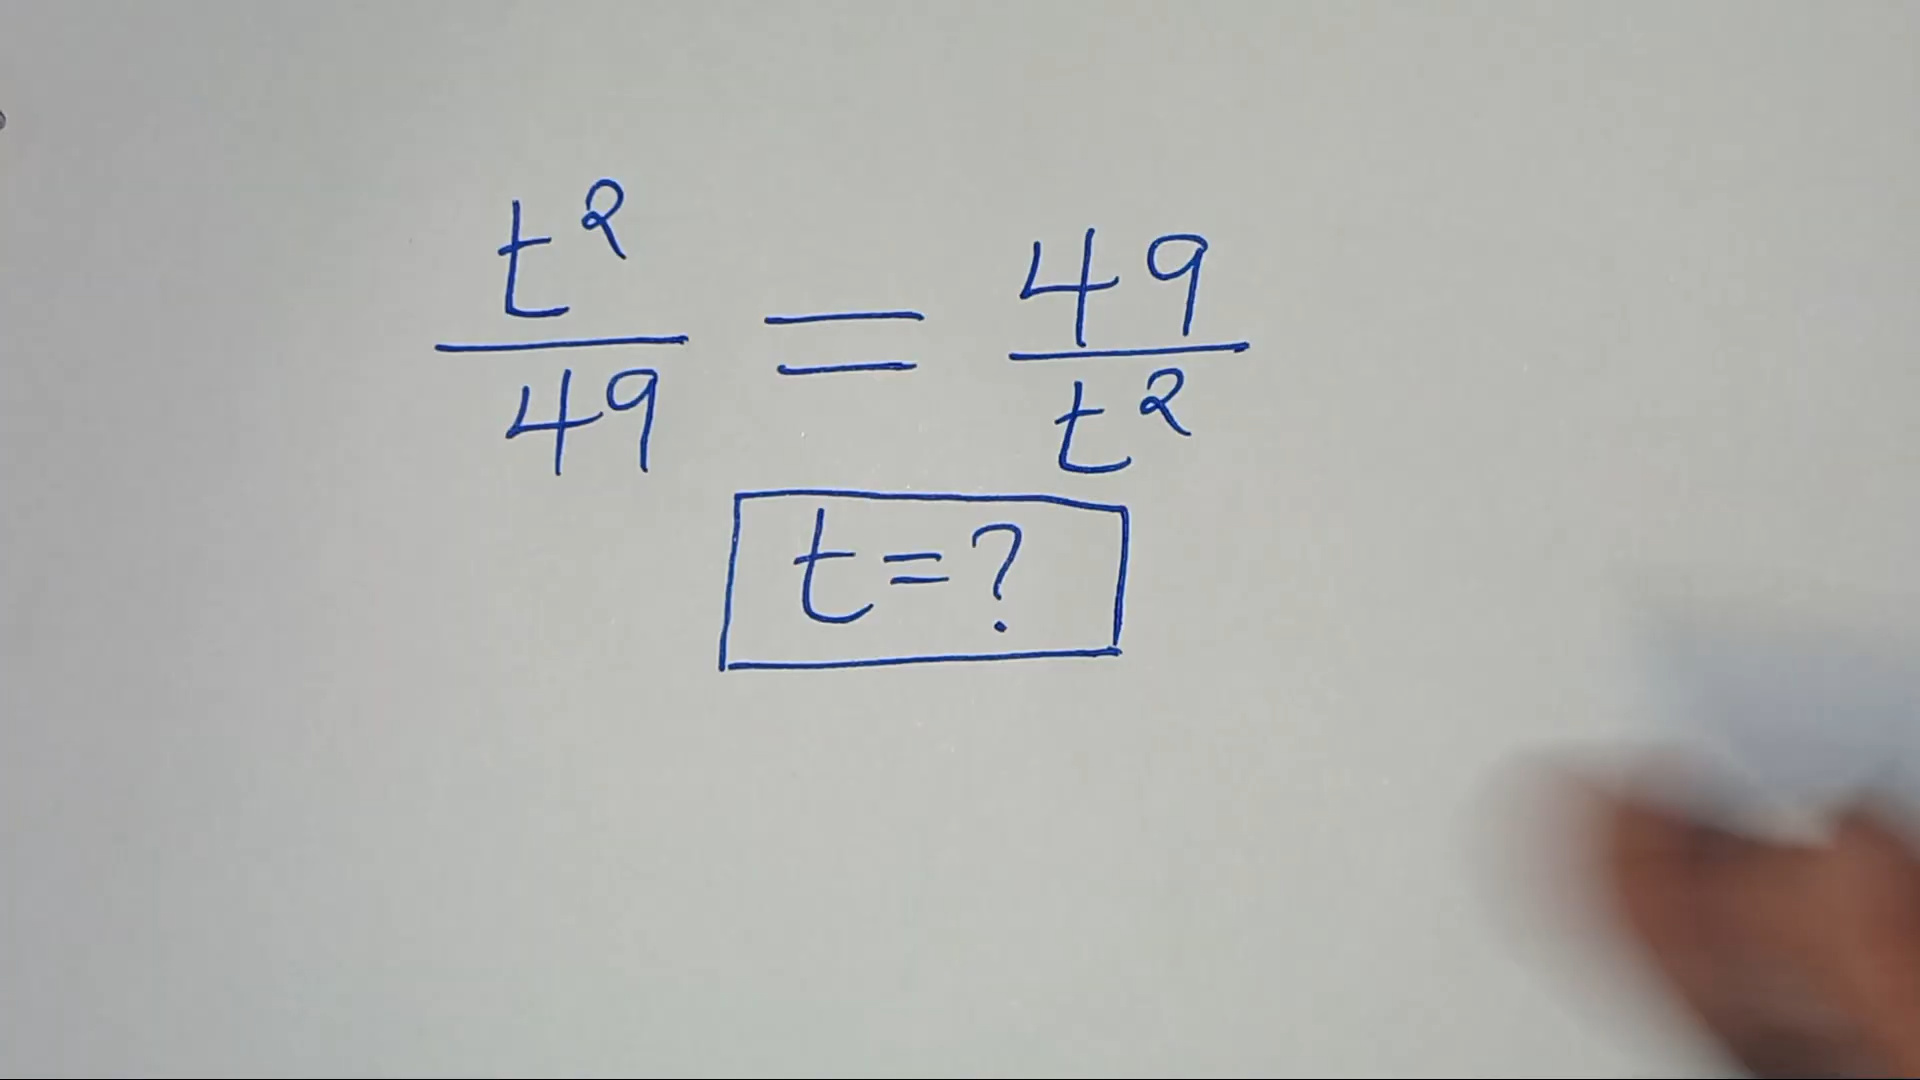 t² / 49 = 49 / t²
t = ?